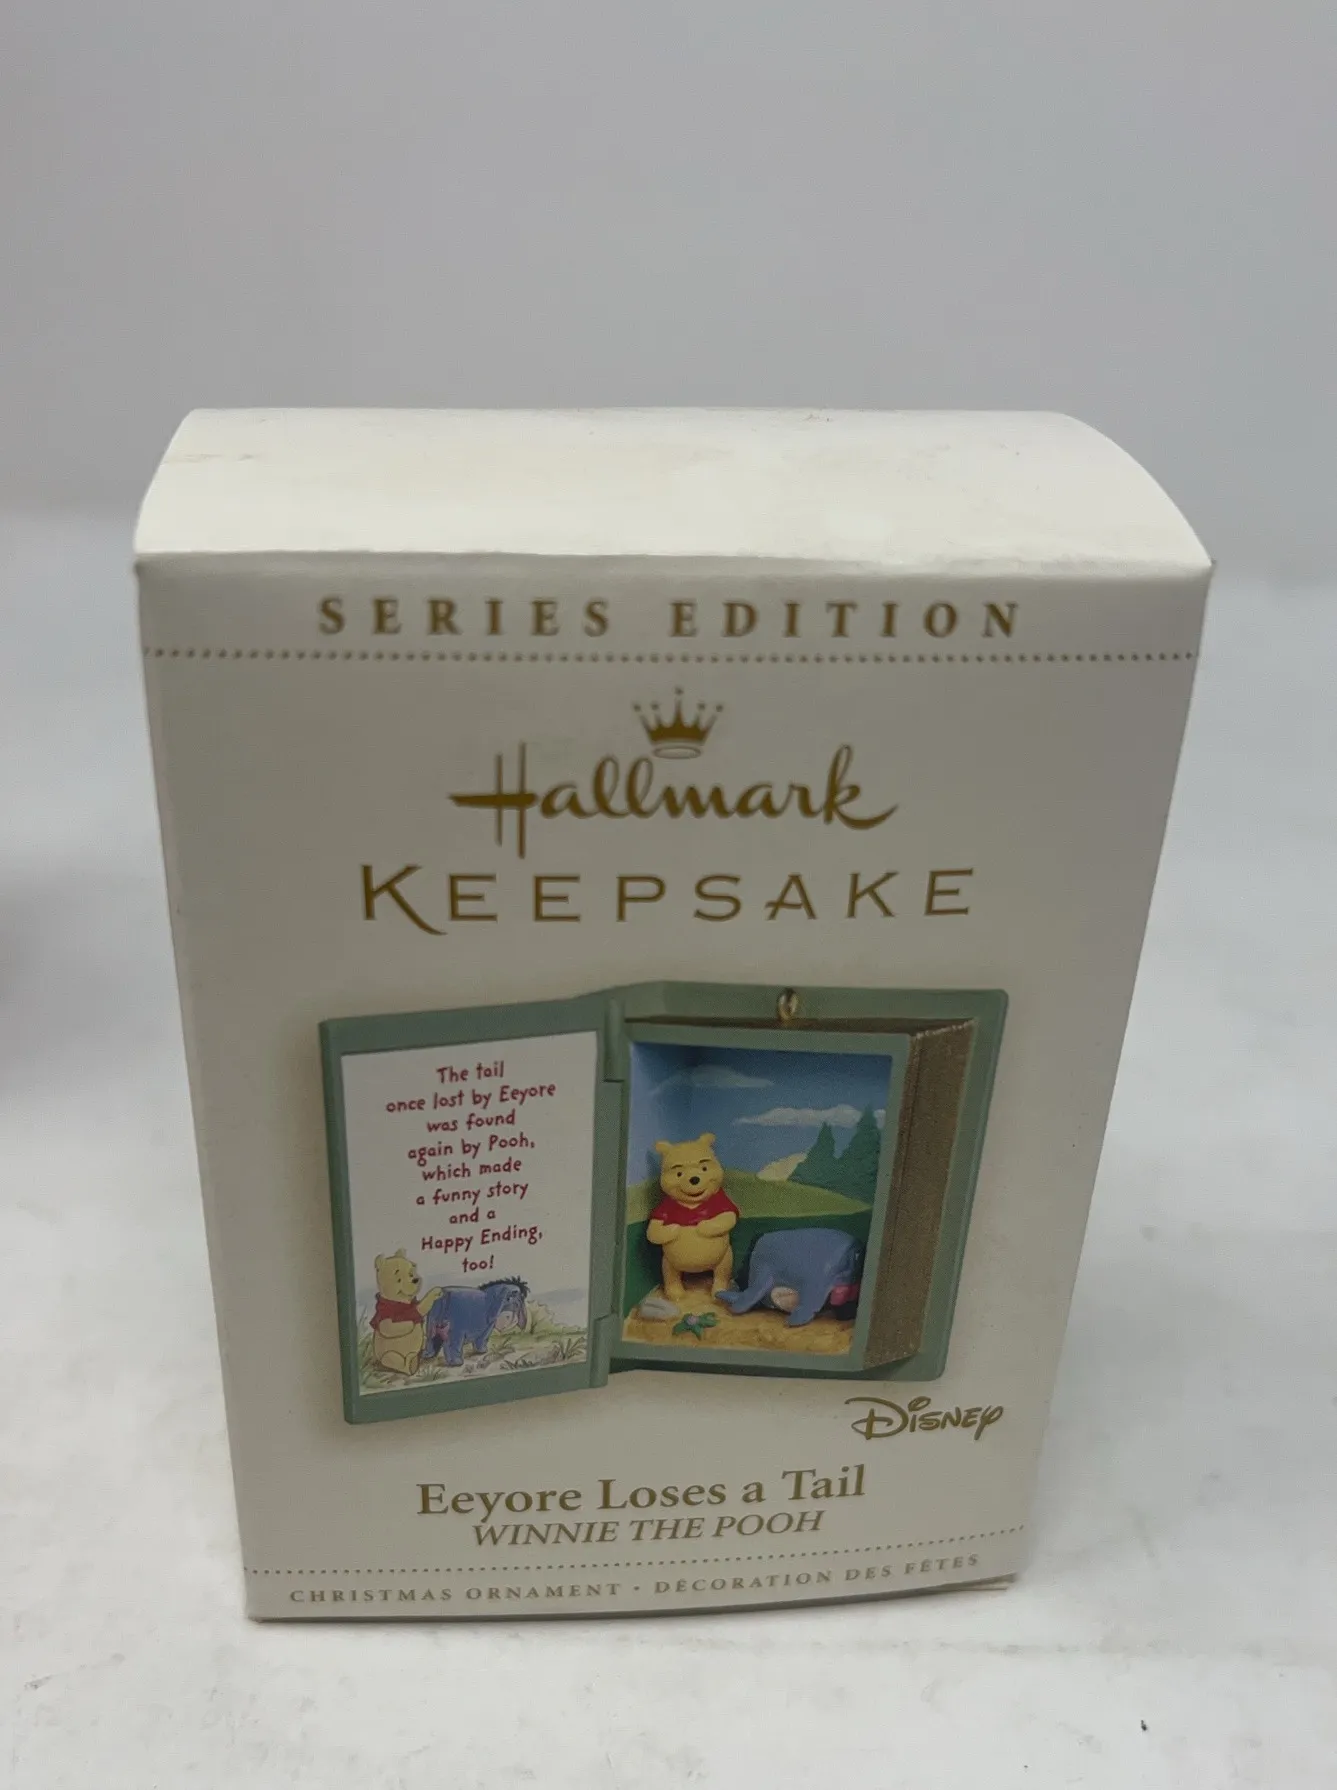 SERIES EDITION
Hallmark
KEEPSAKE
The tail
once lost by Eeyore
was found
again by Pooh,
which made
a funny story
and a
Happy Ending,
too!
Disney
Eeyore Loses a Tail
WINNIE THE POOH
CHRISTMAS ORNAMENT • DÉCORATION DES FÊTES